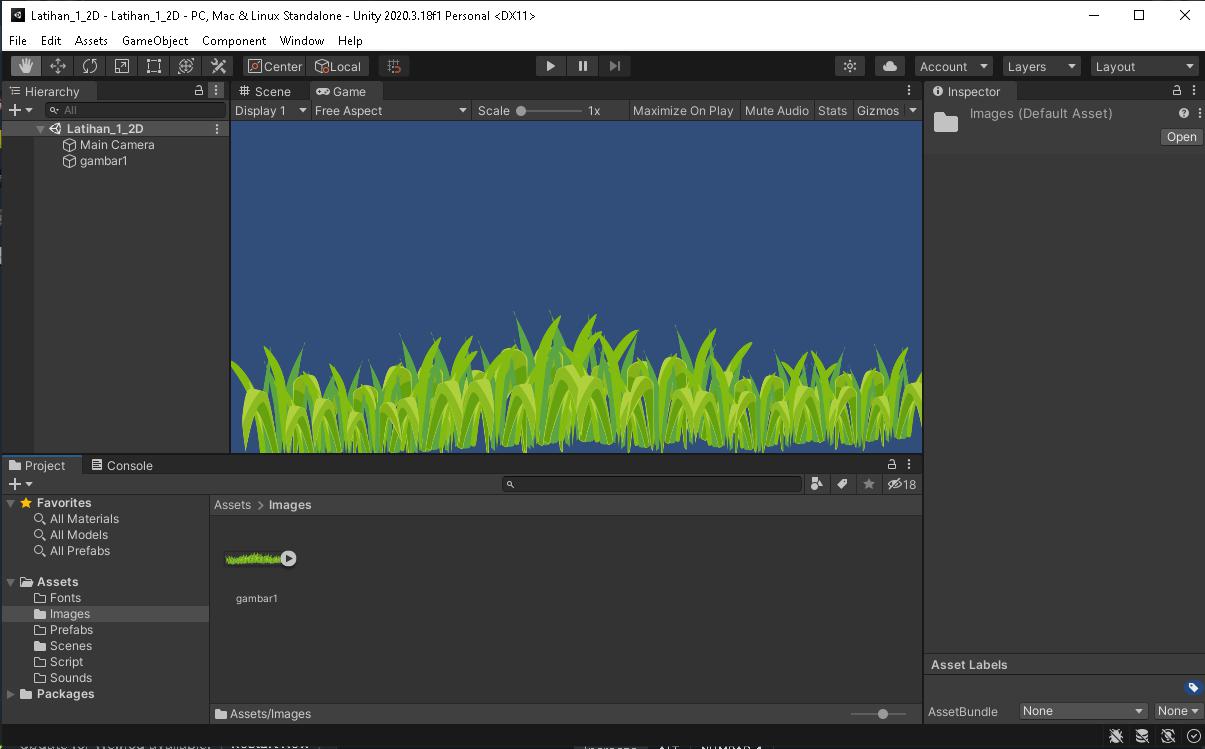 Latihan_1_2D - Latihan_1_2D - PC, Mac & Linux Standalone - Unity 2020.3.18f1 Personal <DX11>
File Edit Assets GameObject Component Window Help
Center Local Account Layers Layout
Hierarchy
All
Latihan_1_2D
Main Camera
gambar1
Scene Game
Display 1 Free Aspect Scale 1x Maximize On Play Mute Audio Stats Gizmos
Inspector
Images (Default Asset)
Open
Project Console
18
Favorites
All Materials
All Models
All Prefabs
Assets
Fonts
Images
Prefabs
Scenes
Script
Sounds
Packages
Assets > Images
gambar1
Assets/Images
Asset Labels
AssetBundle None None